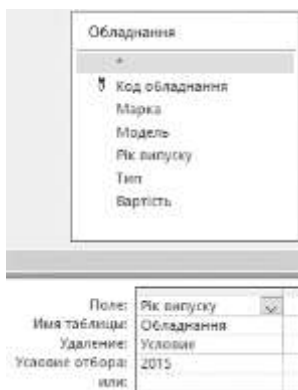 Обладнання
*
Код обладнання
Марка
Модель
Рік випуску
Тип
Вартість
Поле: Рік випуску
Имя таблицы: Обладнання
Удаление: Условие
Условие отбора: 2015
или: